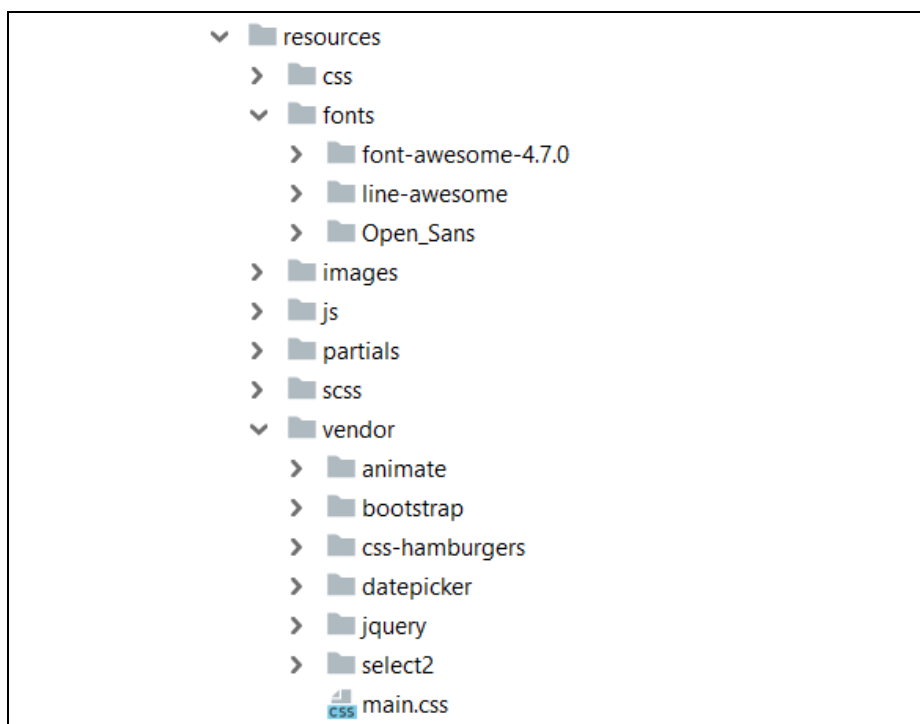 resources
css
fonts
font-awesome-4.7.0
line-awesome
Open_Sans
images
js
partials
scss
vendor
animate
bootstrap
css-hamburgers
datepicker
jquery
select2
CSS main.css